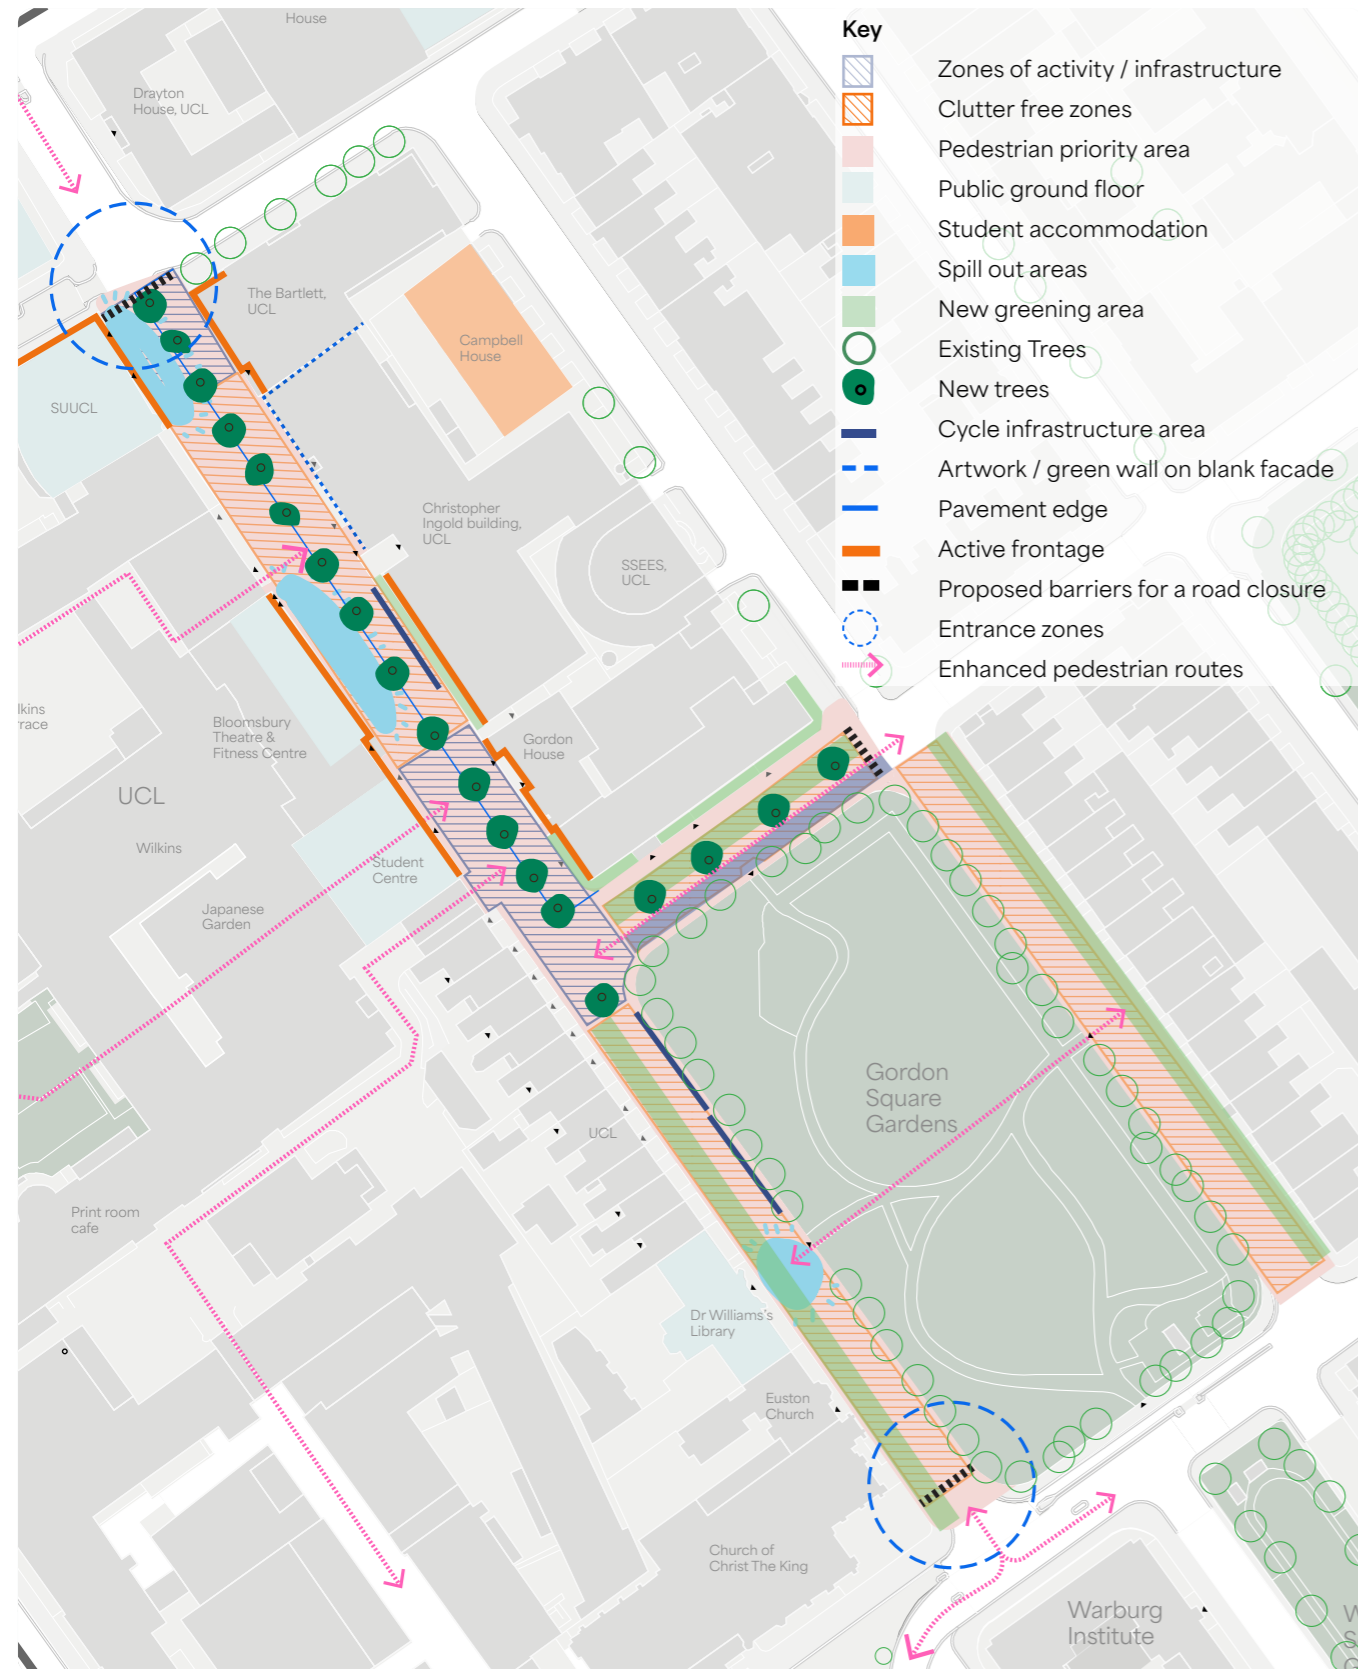 House
Drayton
House, UCL
The Bartlett,
UCL
Campbell
House
SUUCL
Christopher
Ingold building,
UCL
SSEES,
UCL
Bloomsbury
Theatre &
Fitness Centre
Gordon
House
UCL
Wilkins
Student
Centre
Japanese
Garden
Gordon
Square
Gardens
UCL
Print room
cafe
Dr Williams's
Library
Euston
Church
Church of
Christ The King
Warburg
Institute
Key
Zones of activity / infrastructure
Clutter free zones
Pedestrian priority area
Public ground floor
Student accommodation
Spill out areas
New greening area
Existing Trees
New trees
Cycle infrastructure area
Artwork / green wall on blank facade
Pavement edge
Active frontage
Proposed barriers for a road closure
Entrance zones
Enhanced pedestrian routes